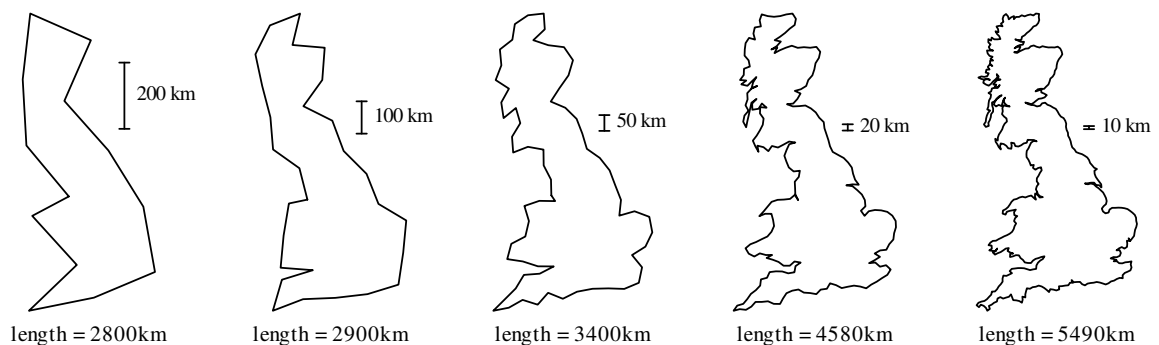 200 km
100 km
50 km
20 km
10 km
length = 2800km
length = 2900km
length = 3400km
length = 4580km
length = 5490km